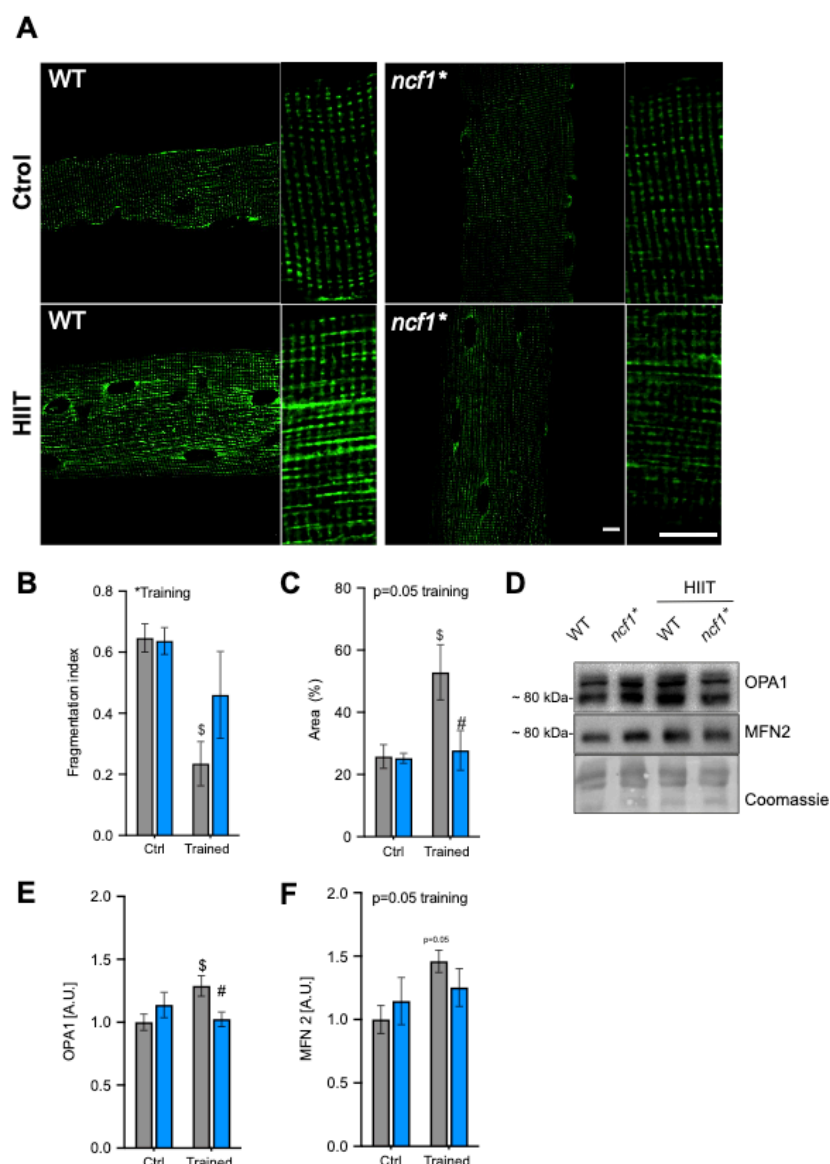 A
WT
ncf1*
Ctrol
WT
ncf1*
HIIT
B
*Training
Fragmentation index
0.8
0.6
0.4
0.2
0.0
$
Ctrl
Trained
C
p=0.05 training
Area (%)
80
60
40
20
0
$
#
Ctrl
Trained
D
HIIT
WT
ncf1*
WT
ncf1*
~ 80 kDa-
OPA1
~ 80 kDa-
MFN2
Coomassie
E
OPA1 [A.U.]
2.0
1.5
1.0
0.5
0.0
$
#
Ctrl
Trained
F
p=0.05 training
MFN 2 [A.U.]
2.0
1.5
1.0
0.5
0.0
p=0.05
Ctrl
Trained